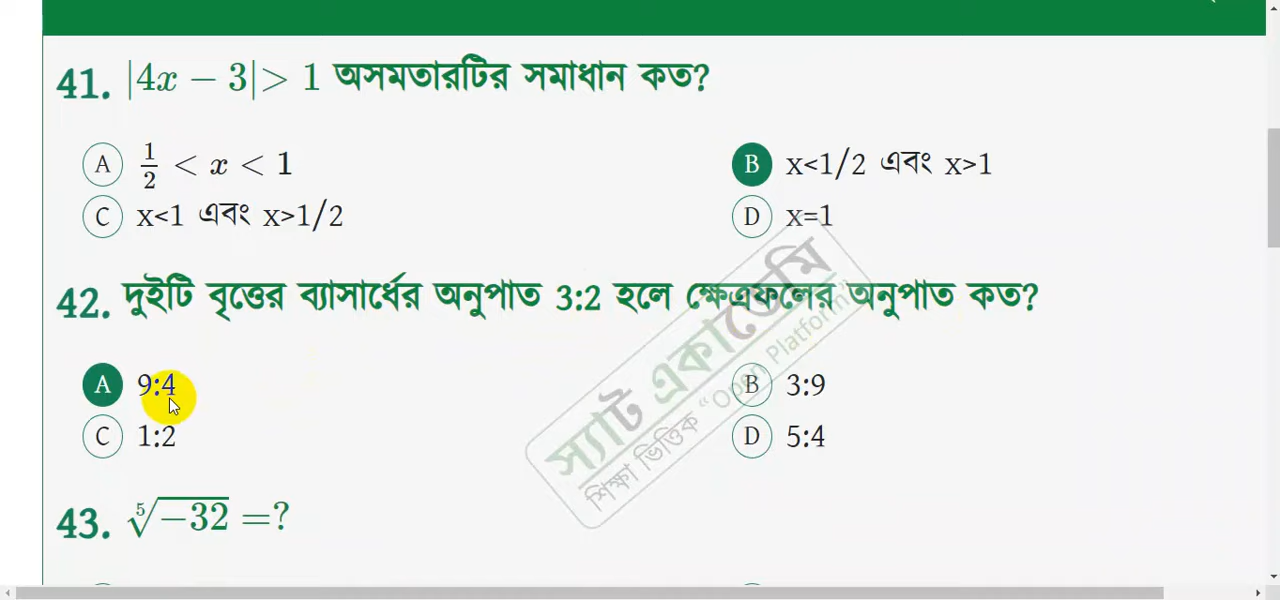 41. |4x − 3| > 1 অসমতারটির সমাধান কত?
A 1/2 < x < 1
B x<1/2 এবং x>1
C x<1 এবং x>1/2
D x=1
42. দুইটি বৃত্তের ব্যাসার্ধের অনুপাত 3:2 হলে ক্ষেত্রফলের অনুপাত কত?
A 9:4
B 3:9
C 1:2
D 5:4
43. ⁵√−32 =?
স্যাট একাডেমি
শিক্ষা ভিত্তিক “Open Platform”